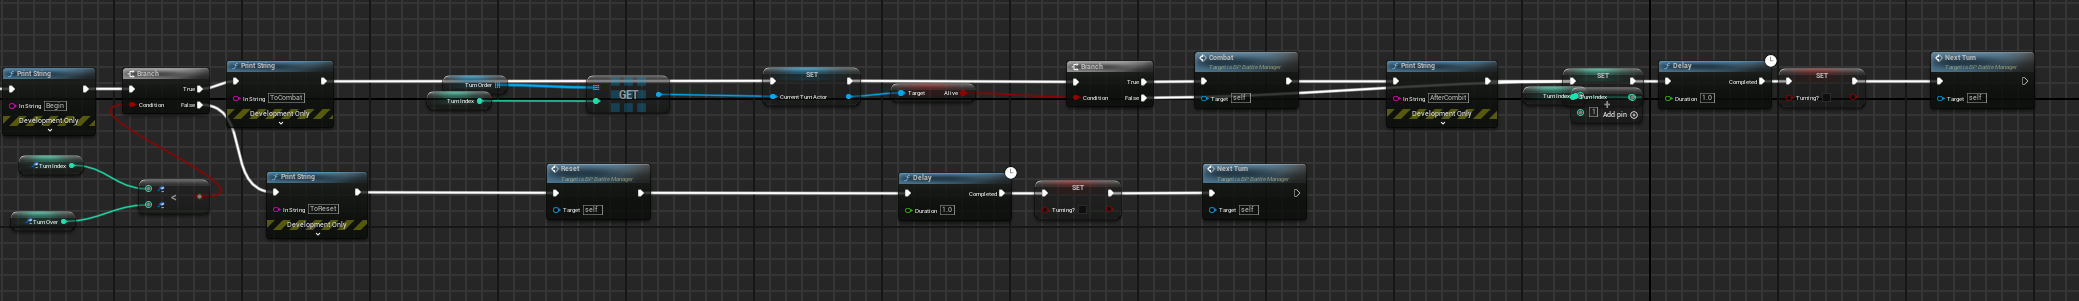 Print String
In String Begin
Development Only
Branch
Condition
True
False
Print String
In String ToCombat
Development Only
Turn Order
Turn Index
GET
SET
Current Turn Actor
Target Alive
Branch
Condition
True
False
Combat
Target is BP Battle Manager
Target self
Print String
In String AfterCombit
Development Only
SET
Turn Index
Turn Index
1
Add pin
Delay
Completed
Duration 1.0
SET
Turning?
Next Turn
Target is BP Battle Manager
Target self
Turn Index
Turn Over
<
Print String
In String ToReset
Development Only
Reset
Target is BP Battle Manager
Target self
Delay
Completed
Duration 1.0
SET
Turning?
Next Turn
Target is BP Battle Manager
Target self